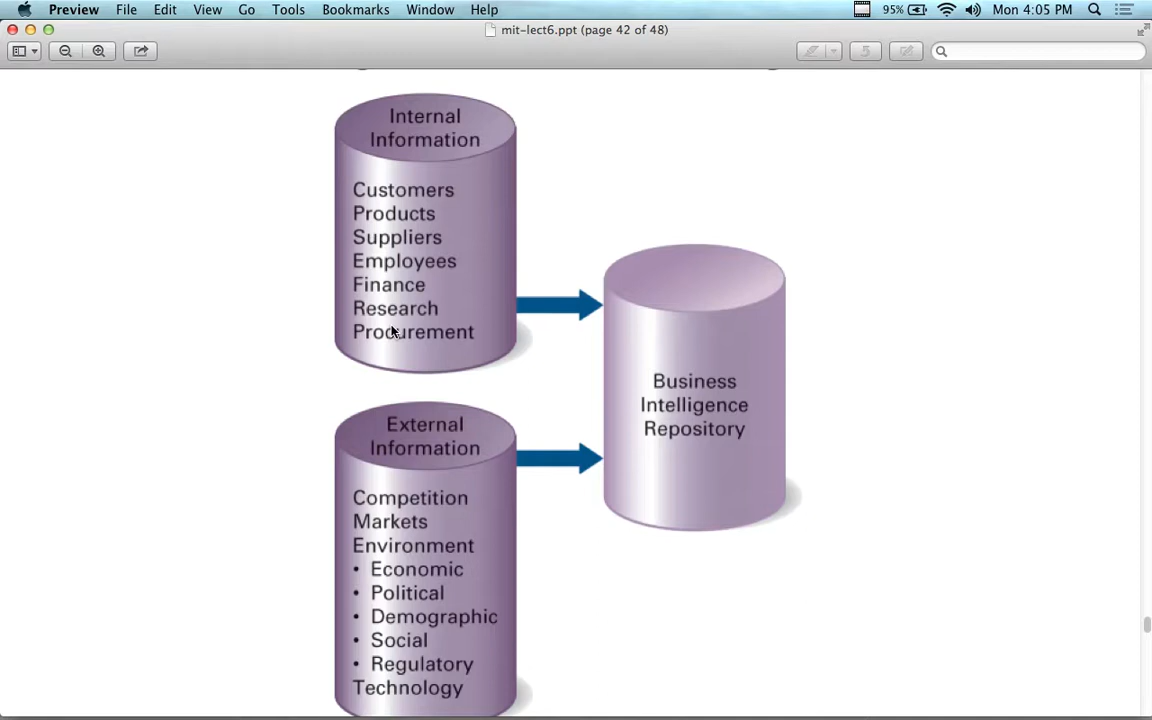 Preview File Edit View Go Tools Bookmarks Window Help 95% Mon 4:05 PM
mit-lect6.ppt (page 42 of 48)
Internal
Information
Customers
Products
Suppliers
Employees
Finance
Research
Procurement
Business
Intelligence
Repository
External
Information
Competition
Markets
Environment
• Economic
• Political
• Demographic
• Social
• Regulatory
Technology